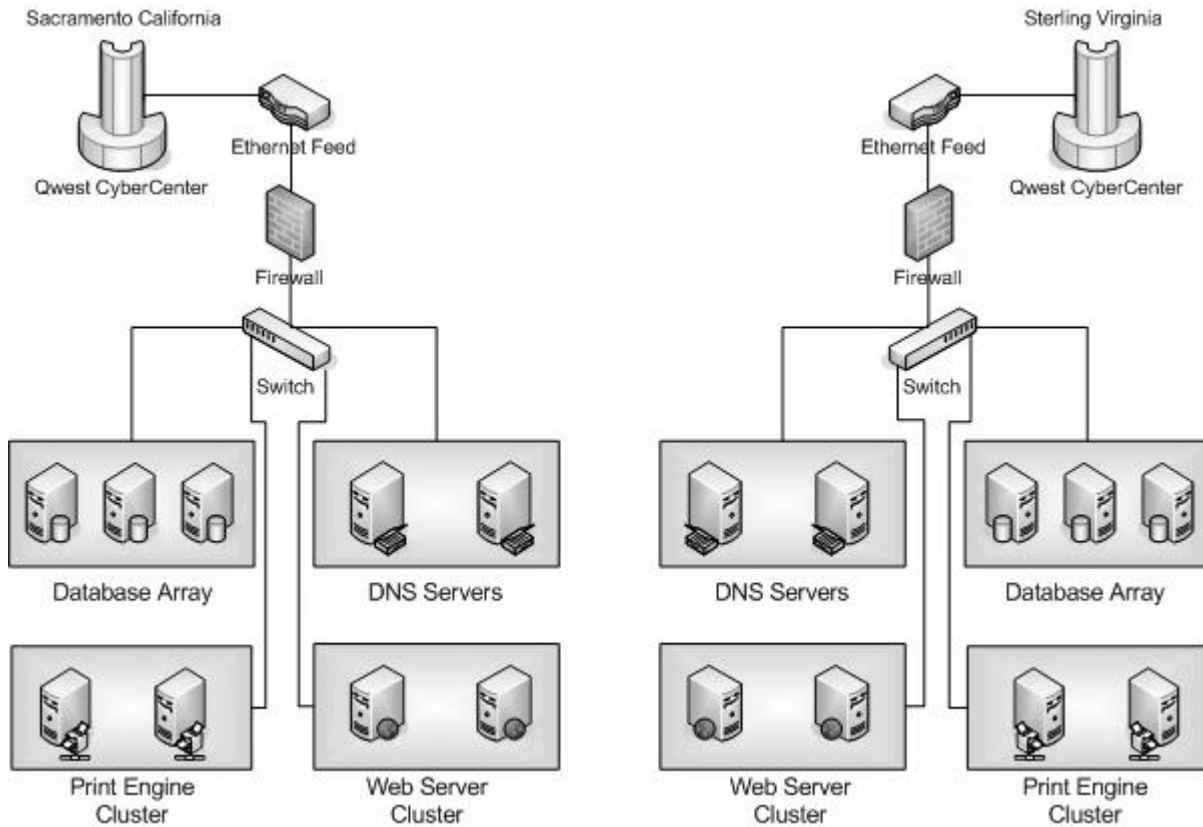 Sacramento California
Ethernet Feed
Qwest CyberCenter
Firewall
Switch
Database Array
DNS Servers
Print Engine
Cluster
Web Server
Cluster
Sterling Virginia
Ethernet Feed
Qwest CyberCenter
Firewall
Switch
DNS Servers
Database Array
Web Server
Cluster
Print Engine
Cluster